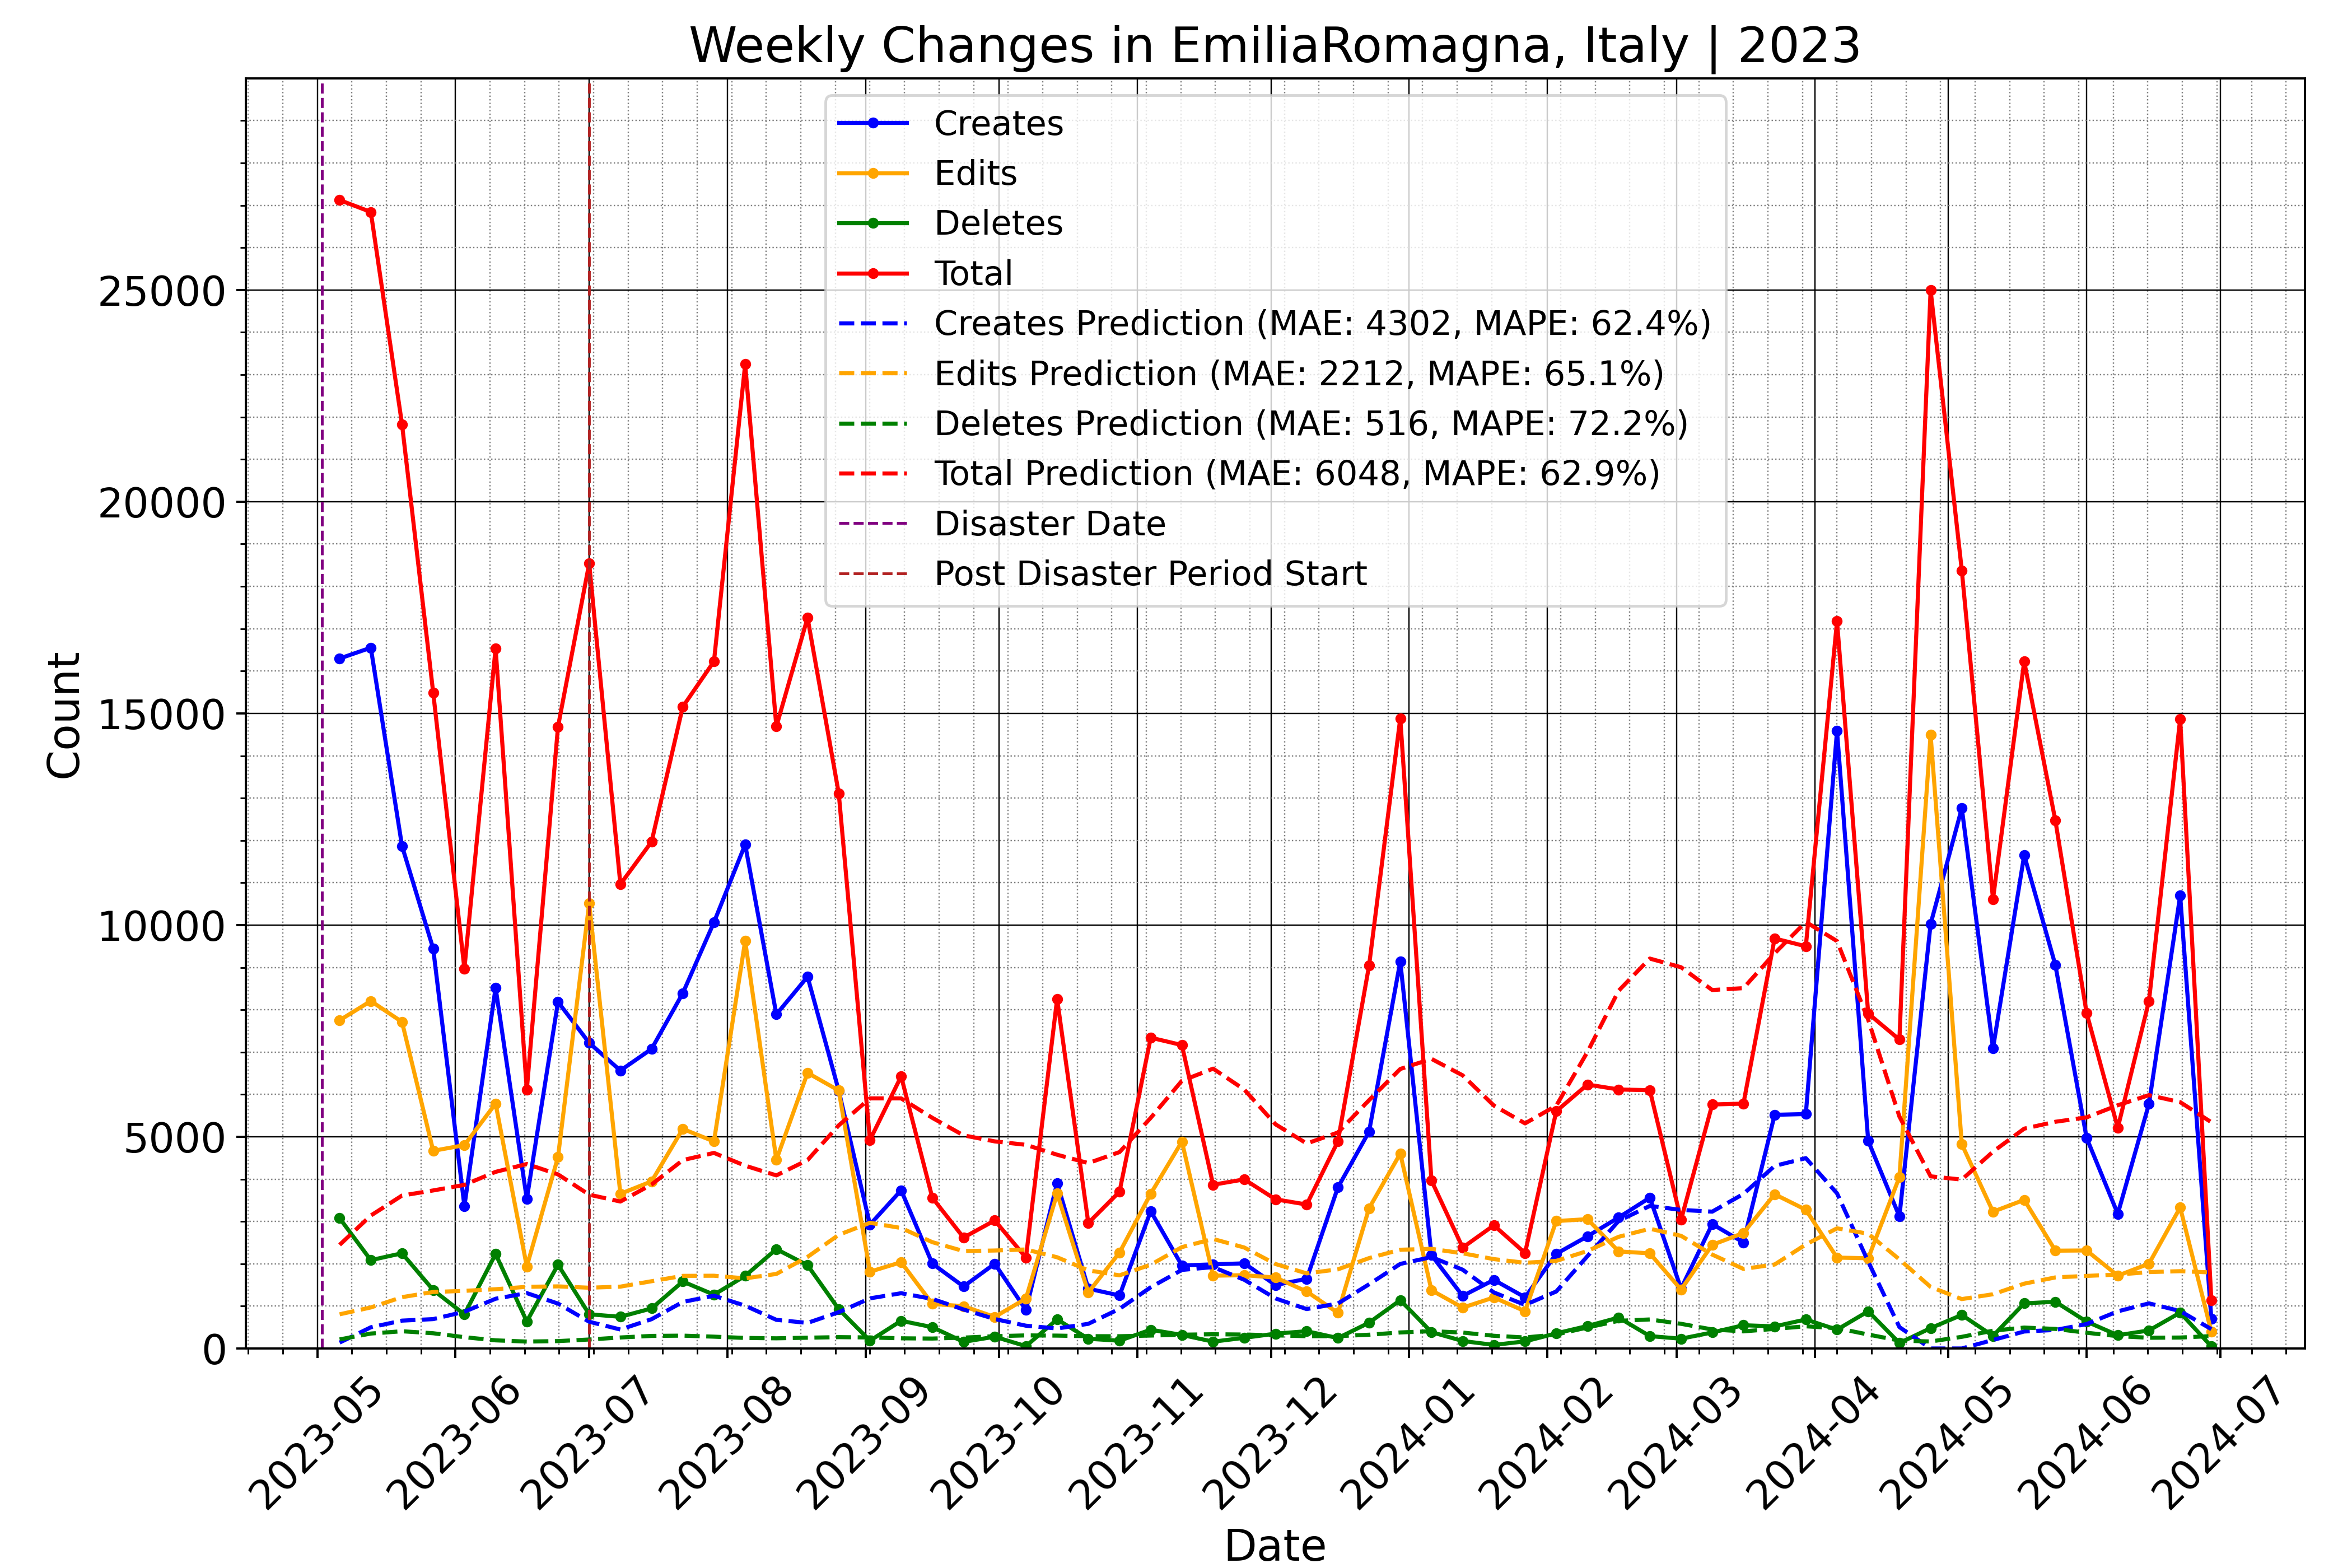 Weekly Changes in EmiliaRomagna, Italy | 2023
Creates
Edits
Deletes
Total
Creates Prediction (MAE: 4302, MAPE: 62.4%)
Edits Prediction (MAE: 2212, MAPE: 65.1%)
Deletes Prediction (MAE: 516, MAPE: 72.2%)
Total Prediction (MAE: 6048, MAPE: 62.9%)
Disaster Date
Post Disaster Period Start
Count
25000
20000
15000
10000
5000
0
2023-05
2023-06
2023-07
2023-08
2023-09
2023-10
2023-11
2023-12
2024-01
2024-02
2024-03
2024-04
2024-05
2024-06
2024-07
Date